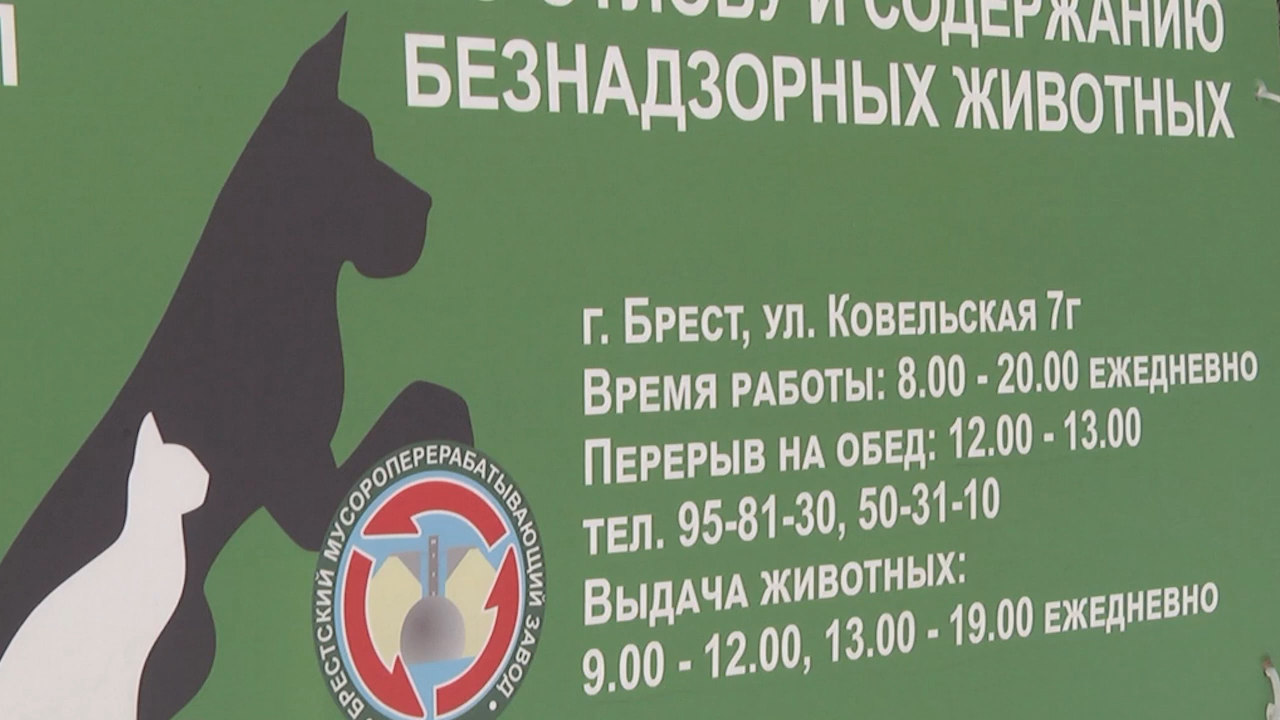 ОТЛОВУ И СОДЕРЖАНИЮ
БЕЗНАДЗОРНЫХ ЖИВОТНЫХ
г. Брест, ул. Ковельская 7г
Время работы: 8.00 - 20.00 ежедневно
Перерыв на обед: 12.00 - 13.00
тел. 95-81-30, 50-31-10
Выдача животных:
9.00 - 12.00, 13.00 - 19.00 ежедневно
БРЕСТСКИЙ МУСОРОПЕРЕРАБАТЫВАЮЩИЙ ЗАВОД •